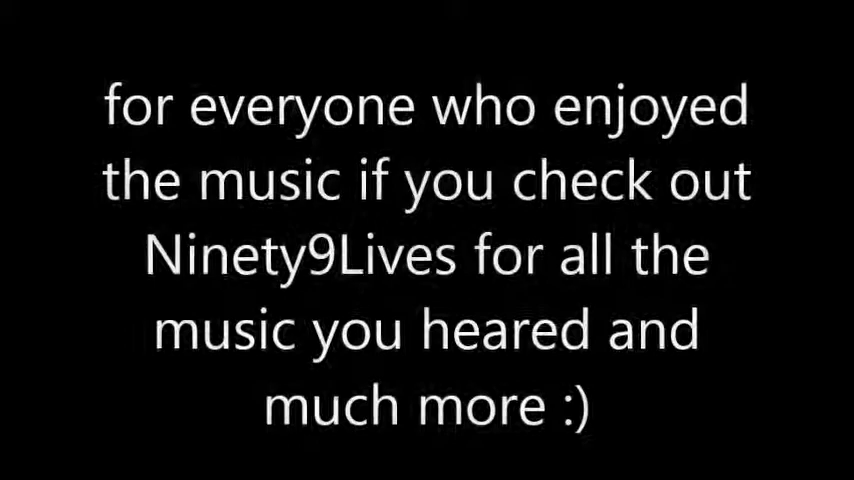 for everyone who enjoyed
the music if you check out
Ninety9Lives for all the
music you heared and
much more :)